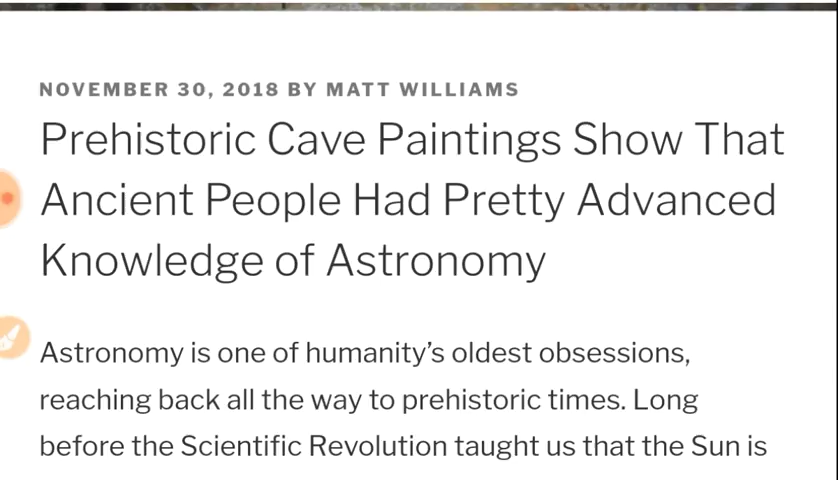 NOVEMBER 30, 2018 BY MATT WILLIAMS
Prehistoric Cave Paintings Show That
Ancient People Had Pretty Advanced
Knowledge of Astronomy
Astronomy is one of humanity’s oldest obsessions,
reaching back all the way to prehistoric times. Long
before the Scientific Revolution taught us that the Sun is